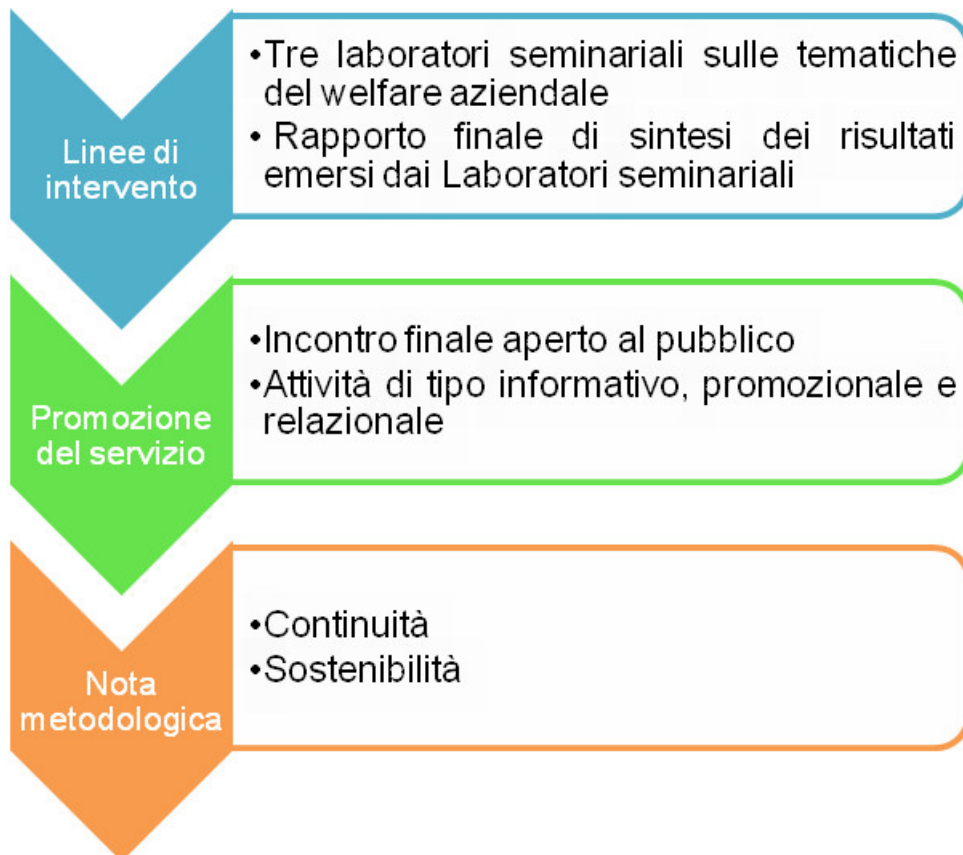 Linee di
intervento
•Tre laboratori seminariali sulle tematiche
del welfare aziendale
• Rapporto finale di sintesi dei risultati
emersi dai Laboratori seminariali
Promozione
del servizio
•Incontro finale aperto al pubblico
•Attività di tipo informativo, promozionale e
relazionale
Nota
metodologica
•Continuità
•Sostenibilità